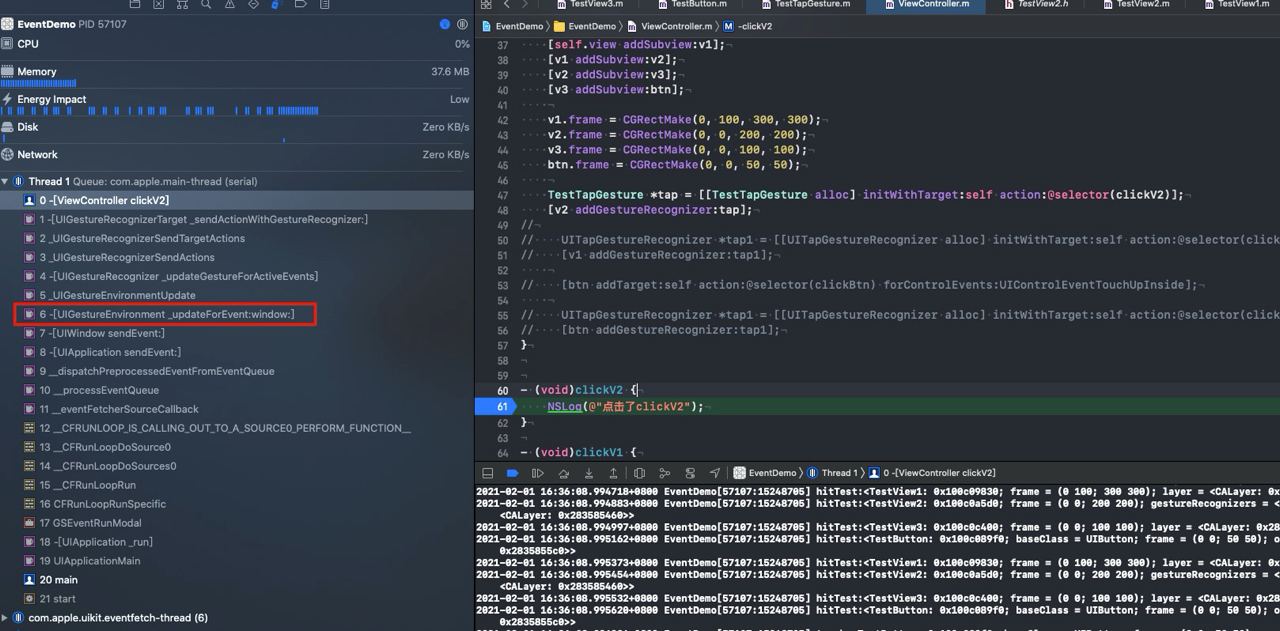 EventDemo PID 57107
CPU
0%
Memory
37.6 MB
Energy Impact
Low
Disk
Zero KB/s
Network
Zero KB/s
Thread 1 Queue: com.apple.main-thread (serial)
0 -[ViewController clickV2]
1 -[UIGestureRecognizerTarget _sendActionWithGestureRecognizer:]
2 _UIGestureRecognizerSendTargetActions
3 _UIGestureRecognizerSendActions
4 -[UIGestureRecognizer _updateGestureForActiveEvents]
5 _UIGestureEnvironmentUpdate
6 -[UIGestureEnvironment _updateForEvent:window:]
7 -[UIWindow sendEvent:]
8 -[UIApplication sendEvent:]
9 __dispatchPreprocessedEventFromEventQueue
10 __processEventQueue
11 __eventFetcherSourceCallback
12 __CFRUNLOOP_IS_CALLING_OUT_TO_A_SOURCE0_PERFORM_FUNCTION__
13 __CFRunLoopDoSource0
14 __CFRunLoopDoSources0
15 __CFRunLoopRun
16 CFRunLoopRunSpecific
17 GSEventRunModal
18 -[UIApplication _run]
19 UIApplicationMain
20 main
21 start
com.apple.uikit.eventfetch-thread (6)
TestView3.m
TestButton.m
TestTapGesture.m
ViewController.m
TestView2.h
TestView2.m
TestView1.m
EventDemo
EventDemo
ViewController.m
M
-clickV2
37 [self.view addSubview:v1];
38 [v1 addSubview:v2];
39 [v2 addSubview:v3];
40 [v3 addSubview:btn];
41
42 v1.frame = CGRectMake(0, 100, 300, 300);
43 v2.frame = CGRectMake(0, 0, 200, 200);
44 v3.frame = CGRectMake(0, 0, 100, 100);
45 btn.frame = CGRectMake(0, 0, 50, 50);
46
47 TestTapGesture *tap = [[TestTapGesture alloc] initWithTarget:self action:@selector(clickV2)];
48 [v2 addGestureRecognizer:tap];
49 //
50 // UITapGestureRecognizer *tap1 = [[UITapGestureRecognizer alloc] initWithTarget:self action:@selector(clic
51 // [v1 addGestureRecognizer:tap1];
52
53 // [btn addTarget:self action:@selector(clickBtn) forControlEvents:UIControlEventTouchUpInside];
54
55 // UITapGestureRecognizer *tap1 = [[UITapGestureRecognizer alloc] initWithTarget:self action:@selector(clic
56 // [btn addGestureRecognizer:tap1];
57 }
58
59
60 - (void)clickV2 {
61 NSLog(@"点击了clickV2");
62 }
63
64 - (void)clickV1 {
EventDemo
Thread 1
0 -[ViewController clickV2]
2021-02-01 16:36:08.994718+0800 EventDemo[57107:15248705] hitTest:<TestView1: 0x100c09830; frame = (0 100; 300 300); layer = <CALayer: 0x
2021-02-01 16:36:08.994883+0800 EventDemo[57107:15248705] hitTest:<TestView2: 0x100c0a5d0; frame = (0 0; 200 200); gestureRecognizers = <
<CALayer: 0x283585460>>
2021-02-01 16:36:08.994997+0800 EventDemo[57107:15248705] hitTest:<TestView3: 0x100c0c400; frame = (0 0; 100 100); layer = <CALayer: 0x28
2021-02-01 16:36:08.995162+0800 EventDemo[57107:15248705] hitTest:<TestButton: 0x100c089f0; baseClass = UIButton; frame = (0 0; 50 50); o
0x2835855c0>>
2021-02-01 16:36:08.995373+0800 EventDemo[57107:15248705] hitTest:<TestView1: 0x100c09830; frame = (0 100; 300 300); layer = <CALayer: 0x
2021-02-01 16:36:08.995454+0800 EventDemo[57107:15248705] hitTest:<TestView2: 0x100c0a5d0; frame = (0 0; 200 200); gestureRecognizers = <
<CALayer: 0x283585460>>
2021-02-01 16:36:08.995532+0800 EventDemo[57107:15248705] hitTest:<TestView3: 0x100c0c400; frame = (0 0; 100 100); layer = <CALayer: 0x28
2021-02-01 16:36:08.995620+0800 EventDemo[57107:15248705] hitTest:<TestButton: 0x100c089f0; baseClass = UIButton; frame = (0 0; 50 50); o